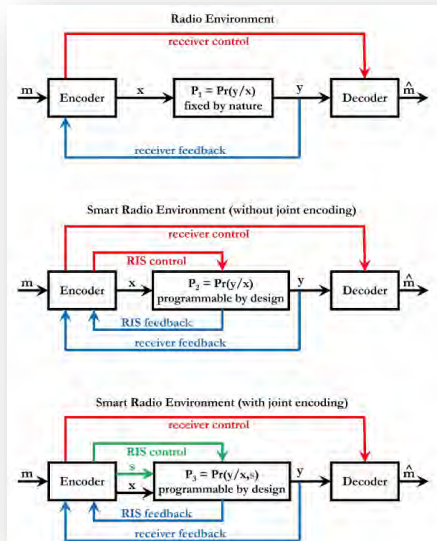 Radio Environment
receiver control
m
Encoder
x
P₁ = Pr(y/x)
fixed by nature
y
Decoder
m̂
receiver feedback
Smart Radio Environment (without joint encoding)
receiver control
RIS control
m
Encoder
x
P₂ = Pr(y/x)
programmable by design
y
Decoder
m̂
RIS feedback
receiver feedback
Smart Radio Environment (with joint encoding)
receiver control
RIS control
s
m
Encoder
x
P₃ = Pr(y/x,s)
programmable by design
y
Decoder
m̂
RIS feedback
receiver feedback